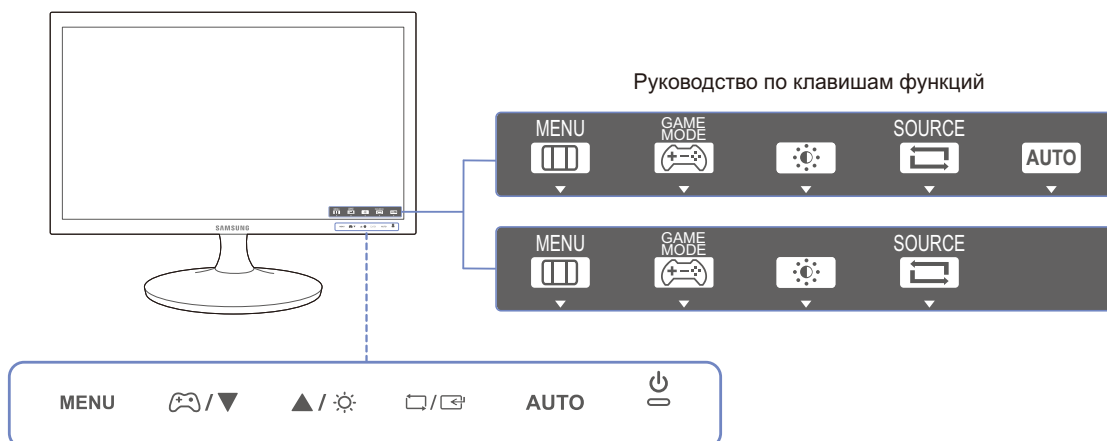 Руководство по клавишам функций
MENU
GAME
MODE
SOURCE
AUTO
SAMSUNG
MENU
GAME
MODE
SOURCE
MENU
AUTO